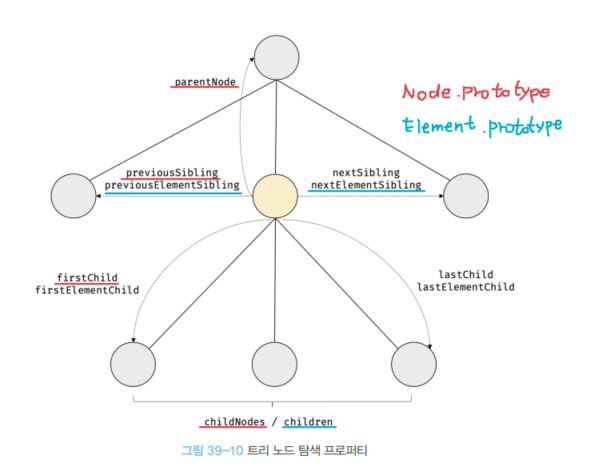 parentNode
Node.prototype
Element.prototype
previousSibling
previousElementSibling
nextSibling
nextElementSibling
firstChild
firstElementChild
lastChild
lastElementChild
childNodes / children
그림 39-10 트리 노드 탐색 프로퍼티